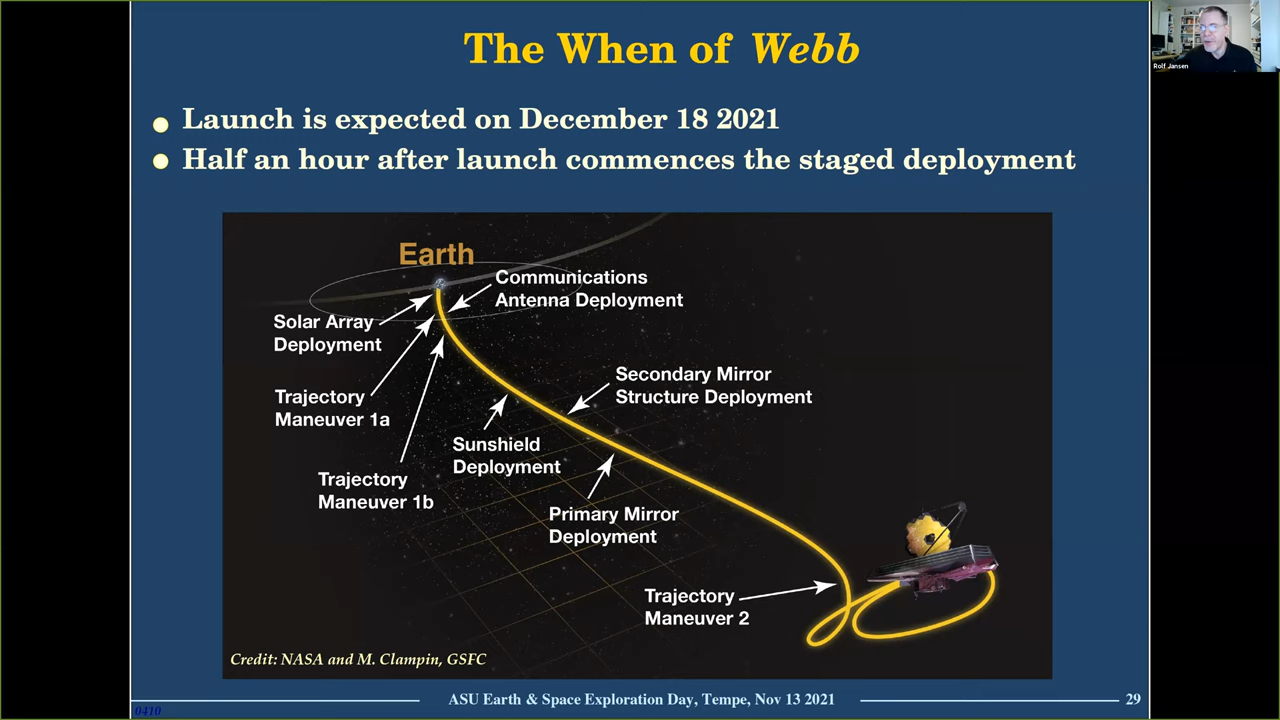 The When of Webb
Rolf Jansen
Launch is expected on December 18 2021
Half an hour after launch commences the staged deployment
Earth
Communications
Antenna Deployment
Solar Array
Deployment
Trajectory
Maneuver 1a
Secondary Mirror
Structure Deployment
Sunshield
Deployment
Trajectory
Maneuver 1b
Primary Mirror
Deployment
Trajectory
Maneuver 2
Credit: NASA and M. Clampin, GSFC
ASU Earth & Space Exploration Day, Tempe, Nov 13 2021
29
0410